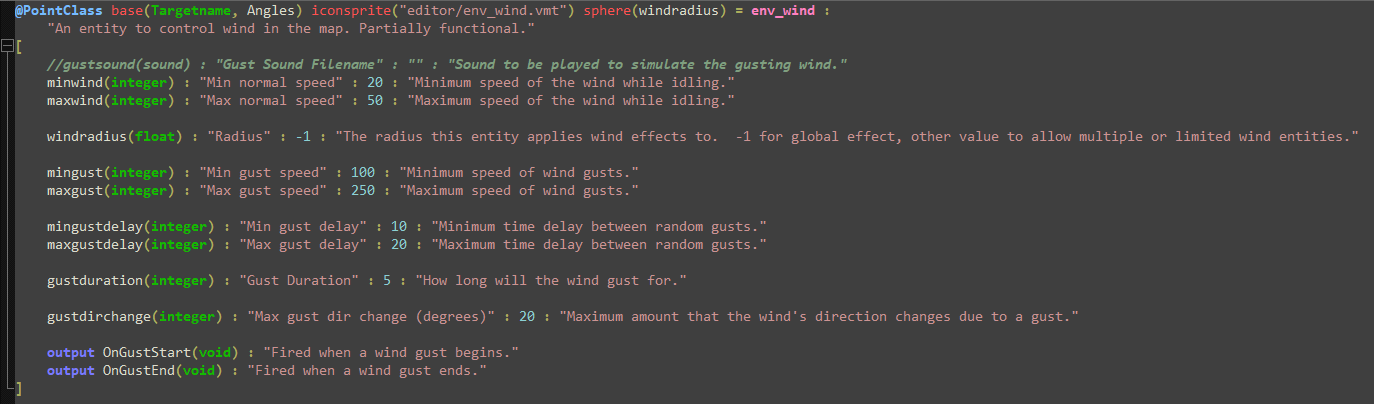 @PointClass base(Targetname, Angles) iconsprite("editor/env_wind.vmt") sphere(windradius) = env_wind :
"An entity to control wind in the map. Partially functional."
[
//gustsound(sound) : "Gust Sound Filename" : "" : "Sound to be played to simulate the gusting wind."
minwind(integer) : "Min normal speed" : 20 : "Minimum speed of the wind while idling."
maxwind(integer) : "Max normal speed" : 50 : "Maximum speed of the wind while idling."
windradius(float) : "Radius" : -1 : "The radius this entity applies wind effects to.  -1 for global effect, other value to allow multiple or limited wind entities."
mingust(integer) : "Min gust speed" : 100 : "Minimum speed of wind gusts."
maxgust(integer) : "Max gust speed" : 250 : "Maximum speed of wind gusts."
mingustdelay(integer) : "Min gust delay" : 10 : "Minimum time delay between random gusts."
maxgustdelay(integer) : "Max gust delay" : 20 : "Maximum time delay between random gusts."
gustduration(integer) : "Gust Duration" : 5 : "How long will the wind gust for."
gustdirchange(integer) : "Max gust dir change (degrees)" : 20 : "Maximum amount that the wind's direction changes due to a gust."
output OnGustStart(void) : "Fired when a wind gust begins."
output OnGustEnd(void) : "Fired when a wind gust ends."
]